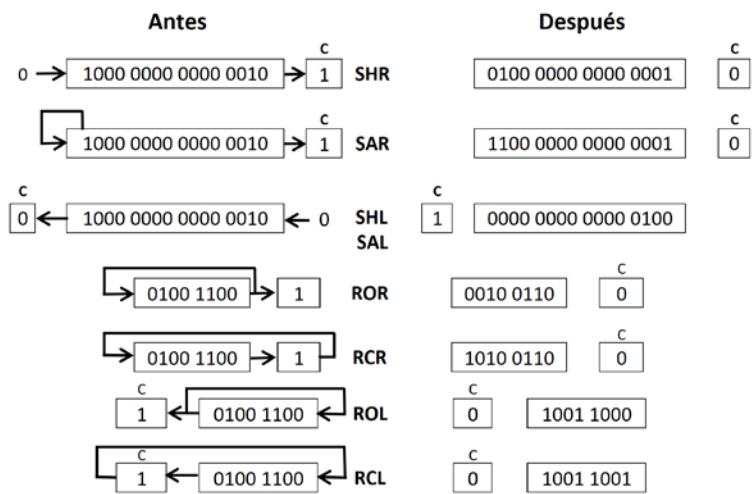 Antes Después
C C
0 1000 0000 0000 0010 1 SHR 0100 0000 0000 0001 0
C C
1000 0000 0000 0010 1 SAR 1100 0000 0000 0001 0
C C
0 1000 0000 0000 0010 0 SHL 1 0000 0000 0000 0100
SAL
C
0100 1100 1 ROR 0010 0110 0
C
0100 1100 1 RCR 1010 0110 0
C C
1 0100 1100 ROL 0 1001 1000
C C
1 0100 1100 RCL 0 1001 1001